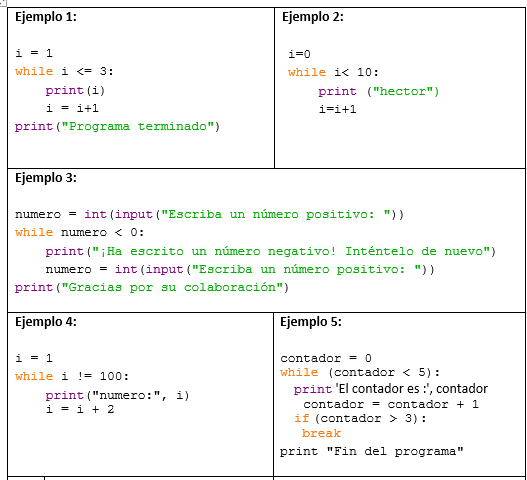 Ejemplo 1:
i = 1
while i <= 3:
    print(i)
    i = i+1
print("Programa terminado")
Ejemplo 2:
i=0
while i< 10:
    print ("hector")
    i=i+1
Ejemplo 3:
numero = int(input("Escriba un número positivo: "))
while numero < 0:
    print("¡Ha escrito un número negativo! Inténtelo de nuevo")
    numero = int(input("Escriba un número positivo: "))
print("Gracias por su colaboración")
Ejemplo 4:
i = 1
while i != 100:
    print("numero:", i)
    i = i + 2
Ejemplo 5:
contador = 0
while (contador < 5):
  print 'El contador es :', contador
   contador = contador + 1
  if (contador > 3):
   break
print "Fin del programa"